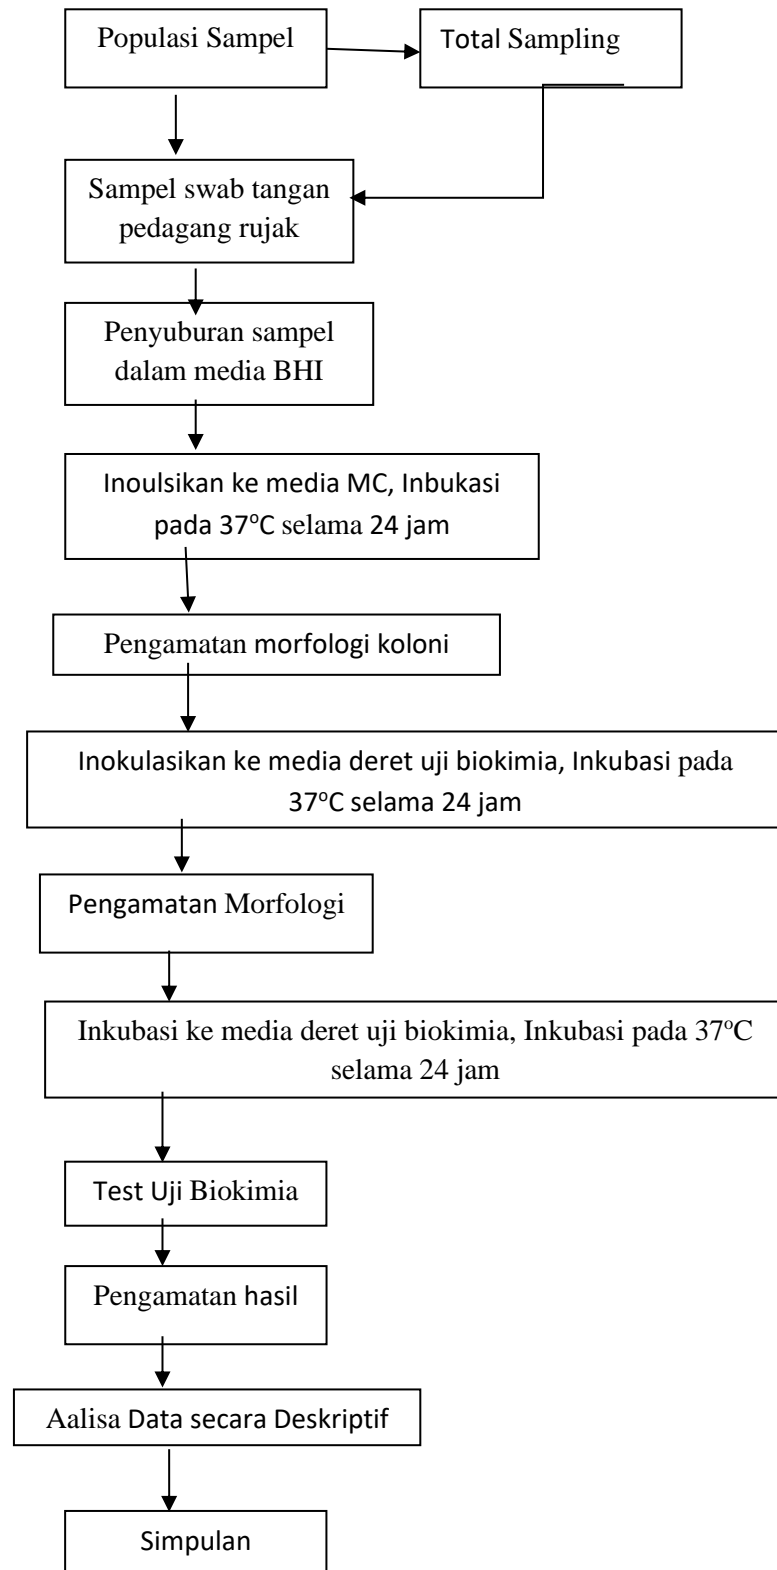 Populasi Sampel
Total Sampling
Sampel swab tangan
pedagang rujak
Penyuburan sampel
dalam media BHI
Inoulsikan ke media MC, Inbukasi
pada 37°C selama 24 jam
Pengamatan morfologi koloni
Inokulasikan ke media deret uji biokimia, Inkubasi pada
37°C selama 24 jam
Pengamatan Morfologi
Inkubasi ke media deret uji biokimia, Inkubasi pada 37°C
selama 24 jam
Test Uji Biokimia
Pengamatan hasil
Aalisa Data secara Deskriptif
Simpulan